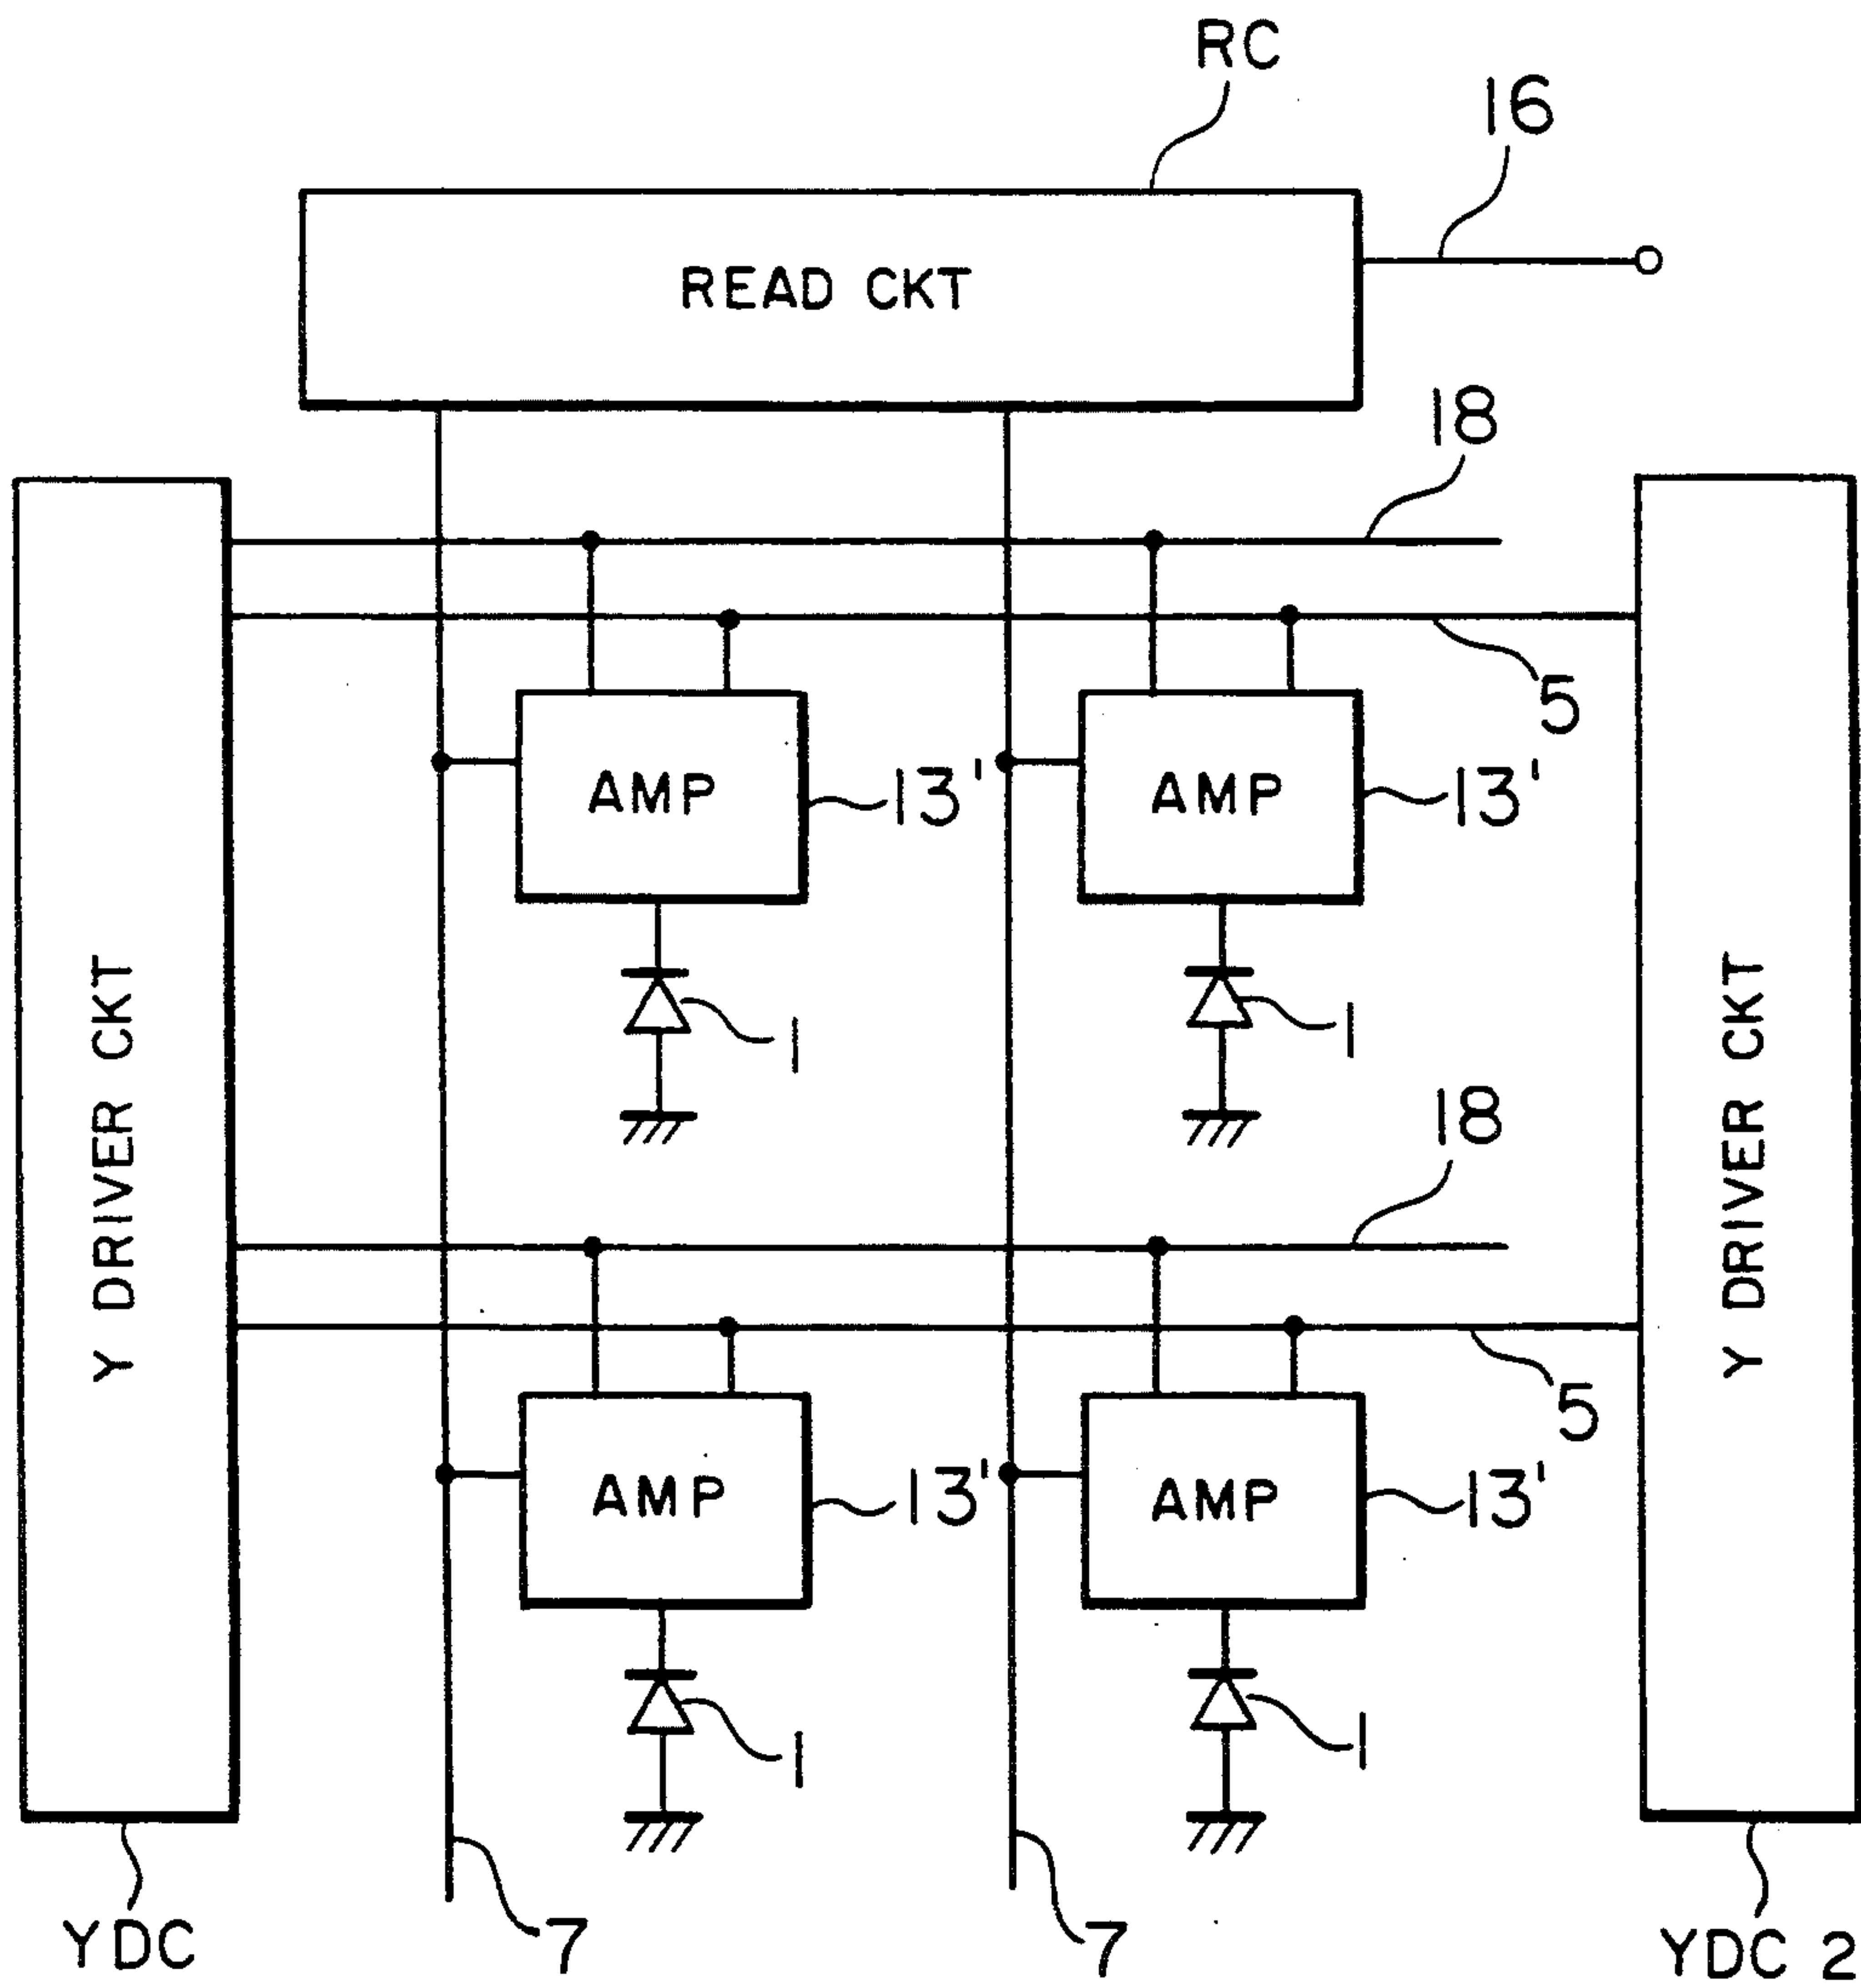 RC
16
READ CKT
18
5
AMP
13'
AMP
13'
1
1
18
5
AMP
13'
AMP
13'
1
1
Y DRIVER CKT
Y DRIVER CKT
YDC
7
7
YDC 2